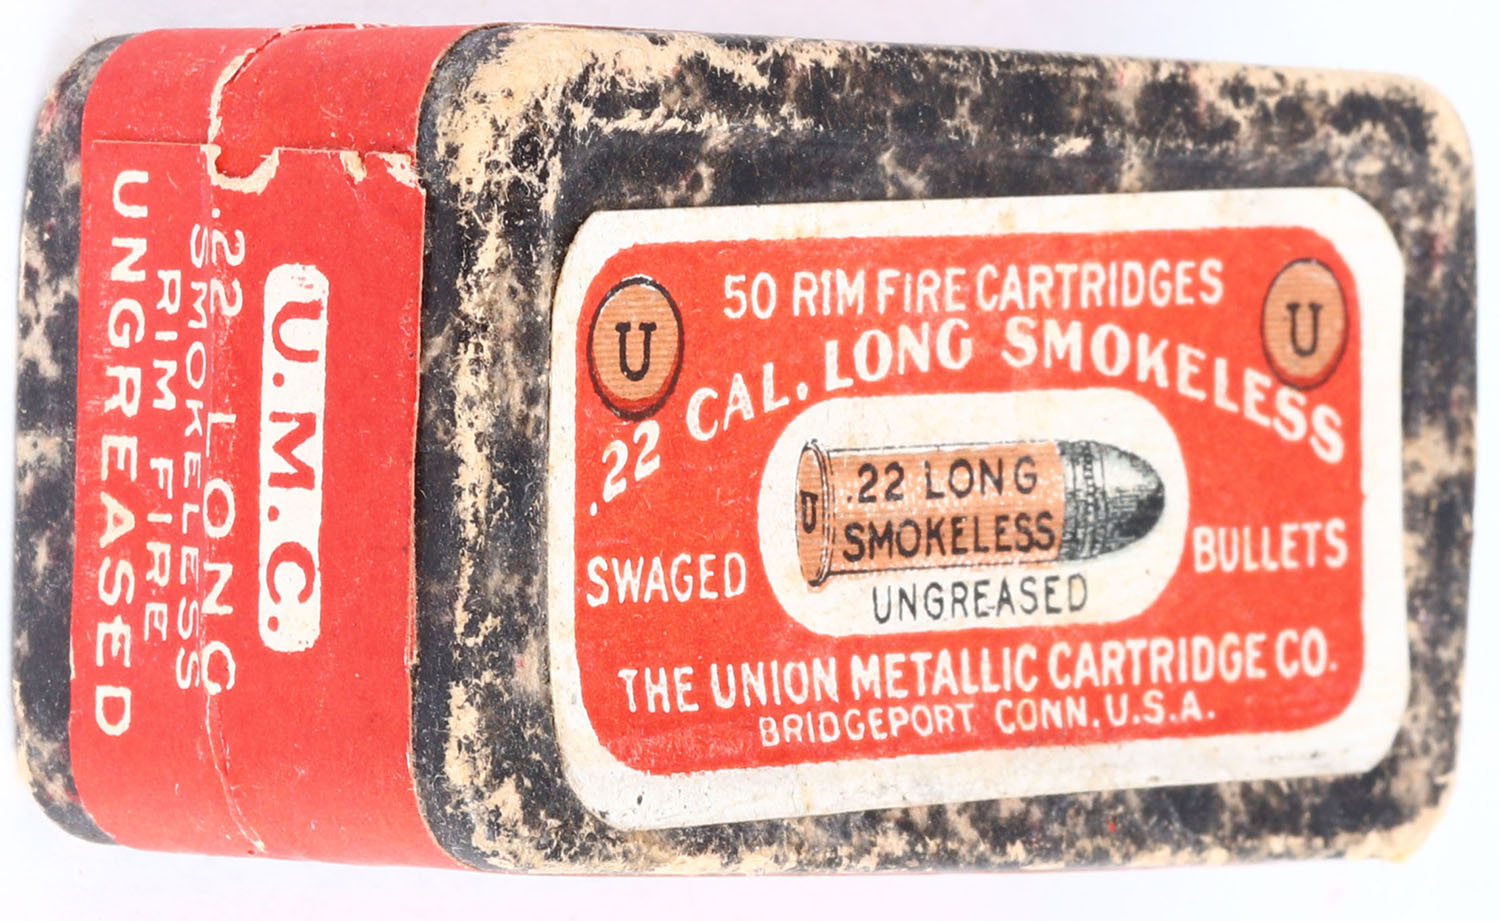 50 RIM FIRE CARTRIDGES
.22 CAL. LONG SMOKELESS
U
U
U
.22 LONG
SMOKELESS
UNGREASED
SWAGED
BULLETS
THE UNION METALLIC CARTRIDGE CO.
BRIDGEPORT CONN. U.S.A.
U.M.C.
.22 LONG
SMOKELESS
RIM FIRE
UNGREASED